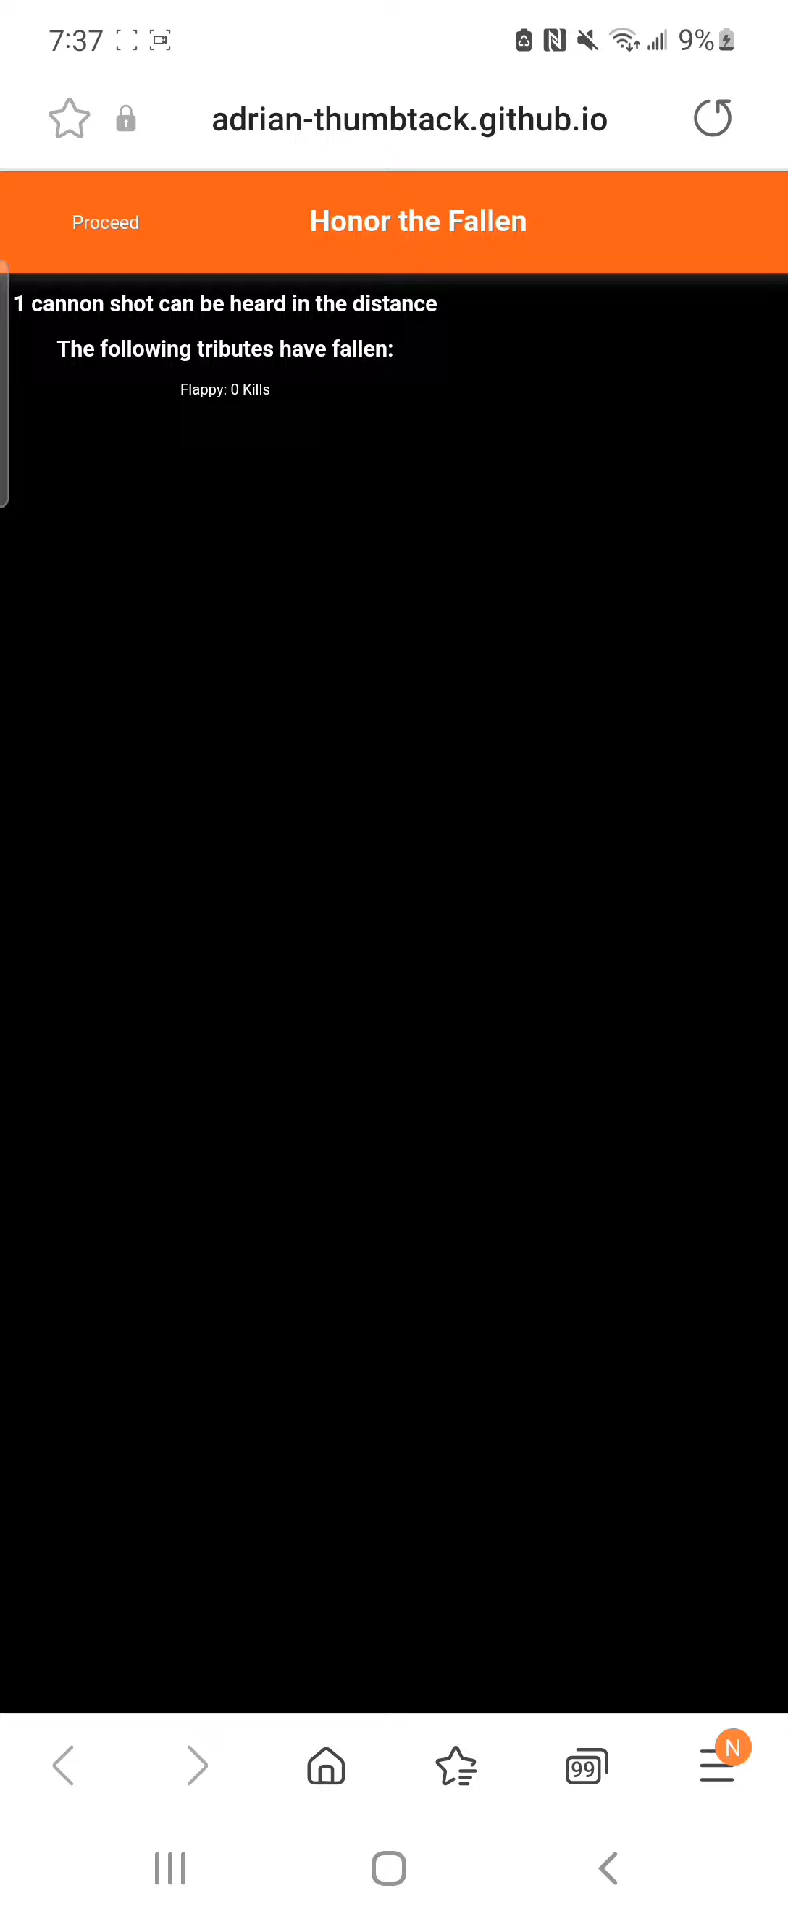 7:37 9%
adrian-thumbtack.github.io
Proceed Honor the Fallen
1 cannon shot can be heard in the distance
The following tributes have fallen:
Flappy: 0 Kills
99 N